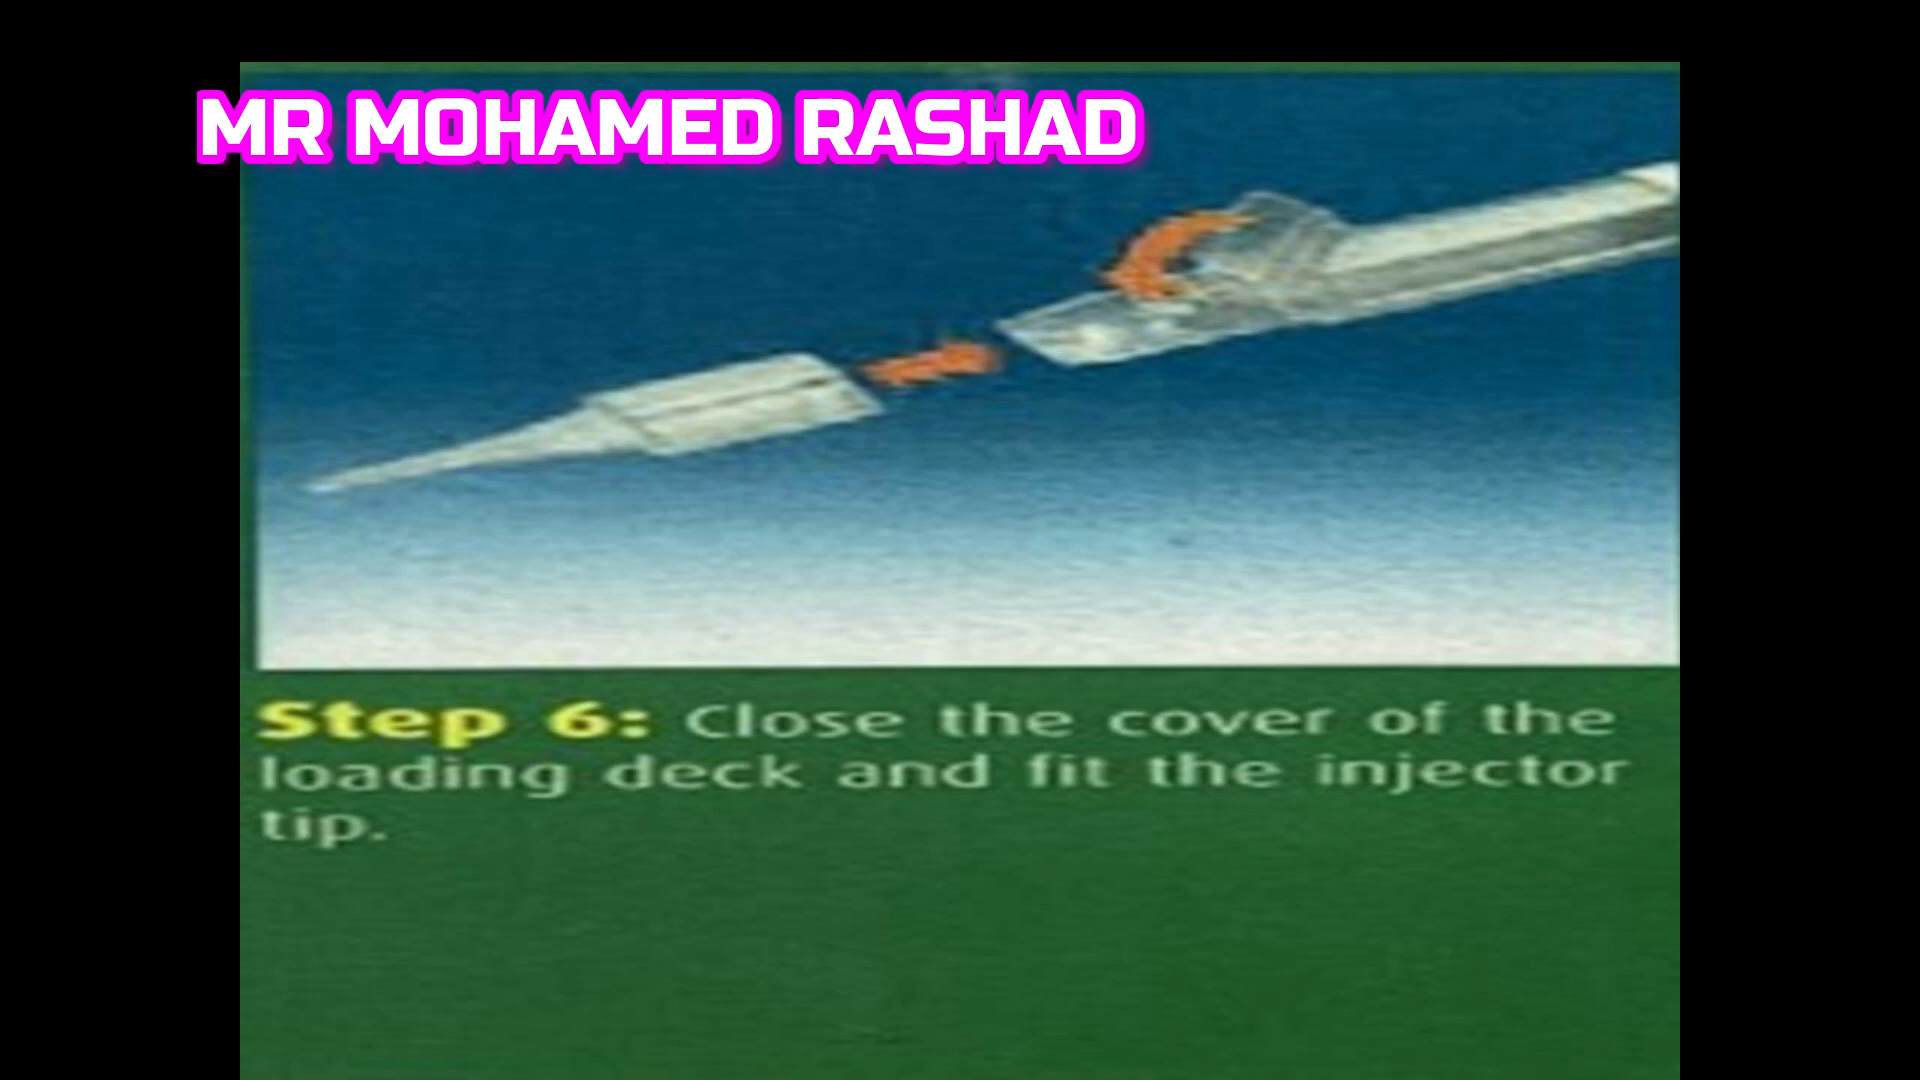 MR MOHAMED RASHAD
Step 6: Close the cover of the
loading deck and fit the injector
tip.